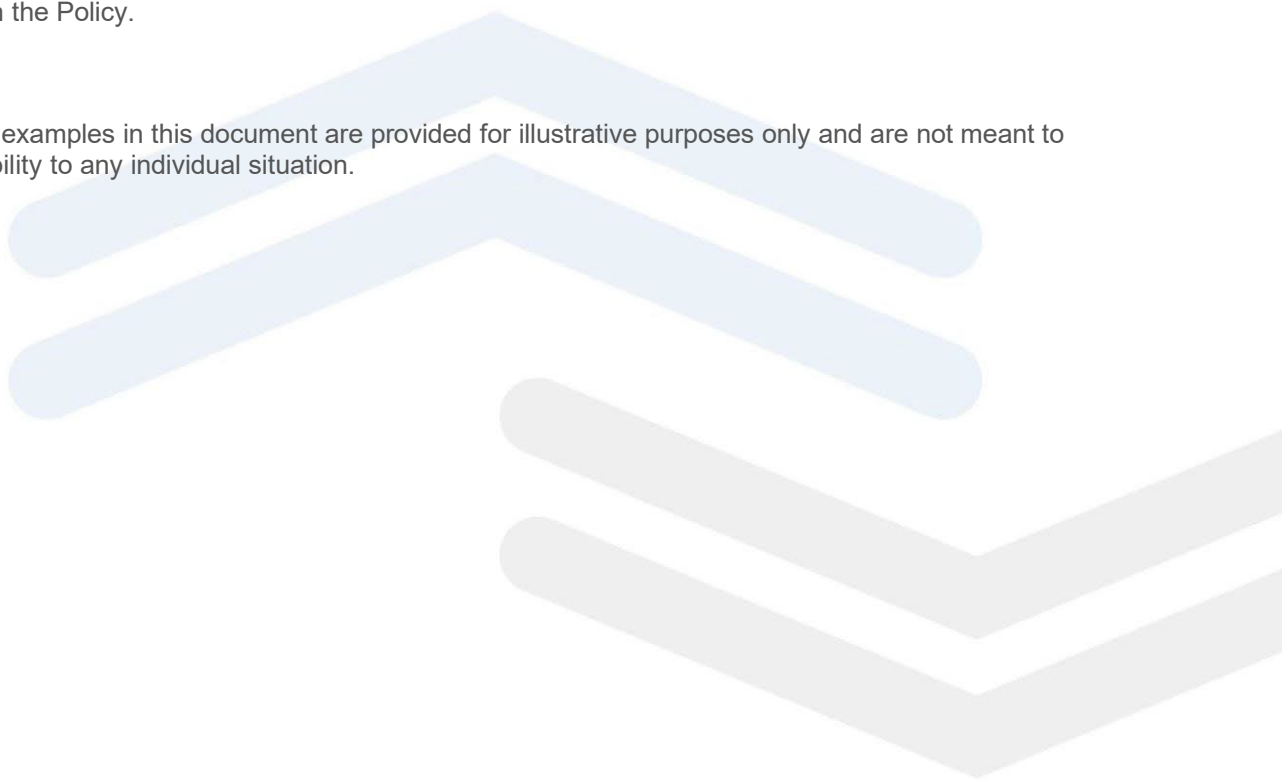 the Policy.
examples in this document are provided for illustrative purposes only and are not meant to
to any individual situation.